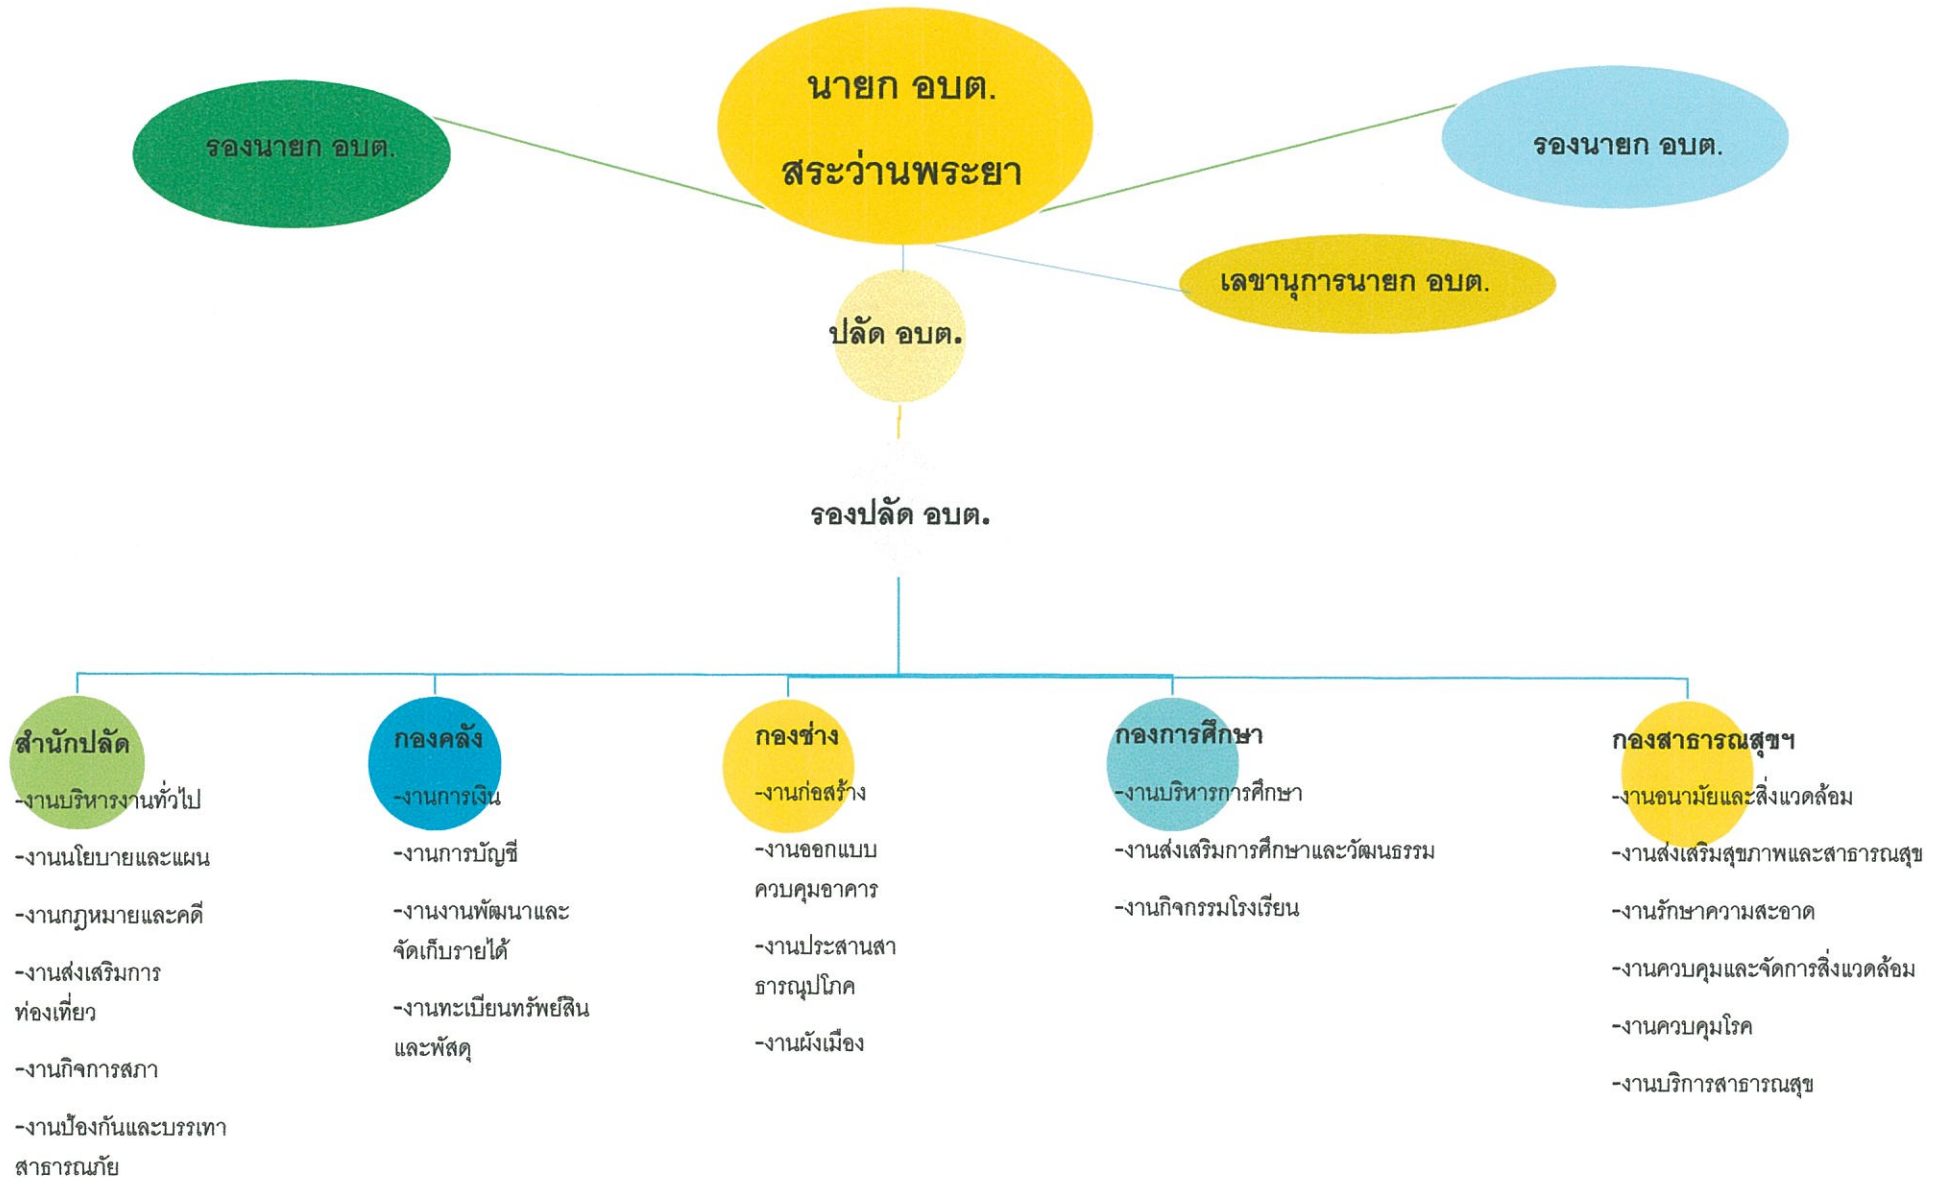 นายก อบต.
สระว่านพระยา
รองนายก อบต.
รองนายก อบต.
เลขานุการนายก อบต.
ปลัด อบต.
รองปลัด อบต.
สำนักปลัด
-งานบริหารงานทั่วไป
-งานนโยบายและแผน
-งานกฎหมายและคดี
-งานส่งเสริมการ
ท่องเที่ยว
-งานกิจการสภา
-งานป้องกันและบรรเทา
สาธารณภัย
กองคลัง
-งานการเงิน
-งานการบัญชี
-งานงานพัฒนาและ
จัดเก็บรายได้
-งานทะเบียนทรัพย์สิน
และพัสดุ
กองช่าง
-งานก่อสร้าง
-งานออกแบบ
ควบคุมอาคาร
-งานประสานสา
ธารณุปโภค
-งานผังเมือง
กองการศึกษา
-งานบริหารการศึกษา
-งานส่งเสริมการศึกษาและวัฒนธรรม
-งานกิจกรรมโรงเรียน
กองสาธารณสุขฯ
-งานอนามัยและสิ่งแวดล้อม
-งานส่งเสริมสุขภาพและสาธารณสุข
-งานรักษาความสะอาด
-งานควบคุมและจัดการสิ่งแวดล้อม
-งานควบคุมโรค
-งานบริการสาธารณสุข